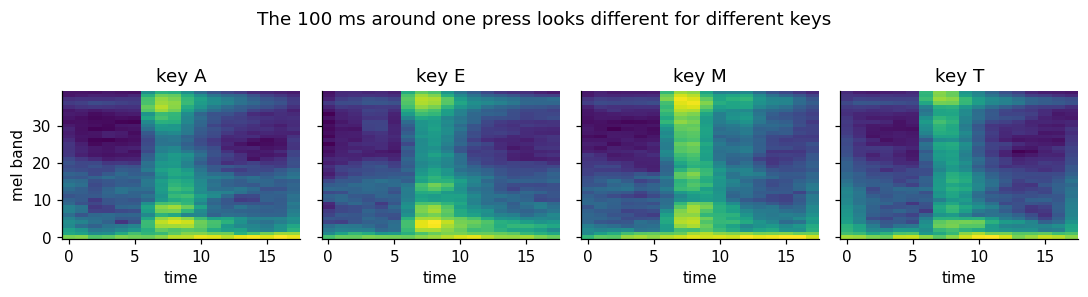 The 100 ms around one press looks different for different keys
key A
key E
key M
key T
mel band
30
20
10
0
0 5 10 15
0 5 10 15
0 5 10 15
0 5 10 15
time
time
time
time